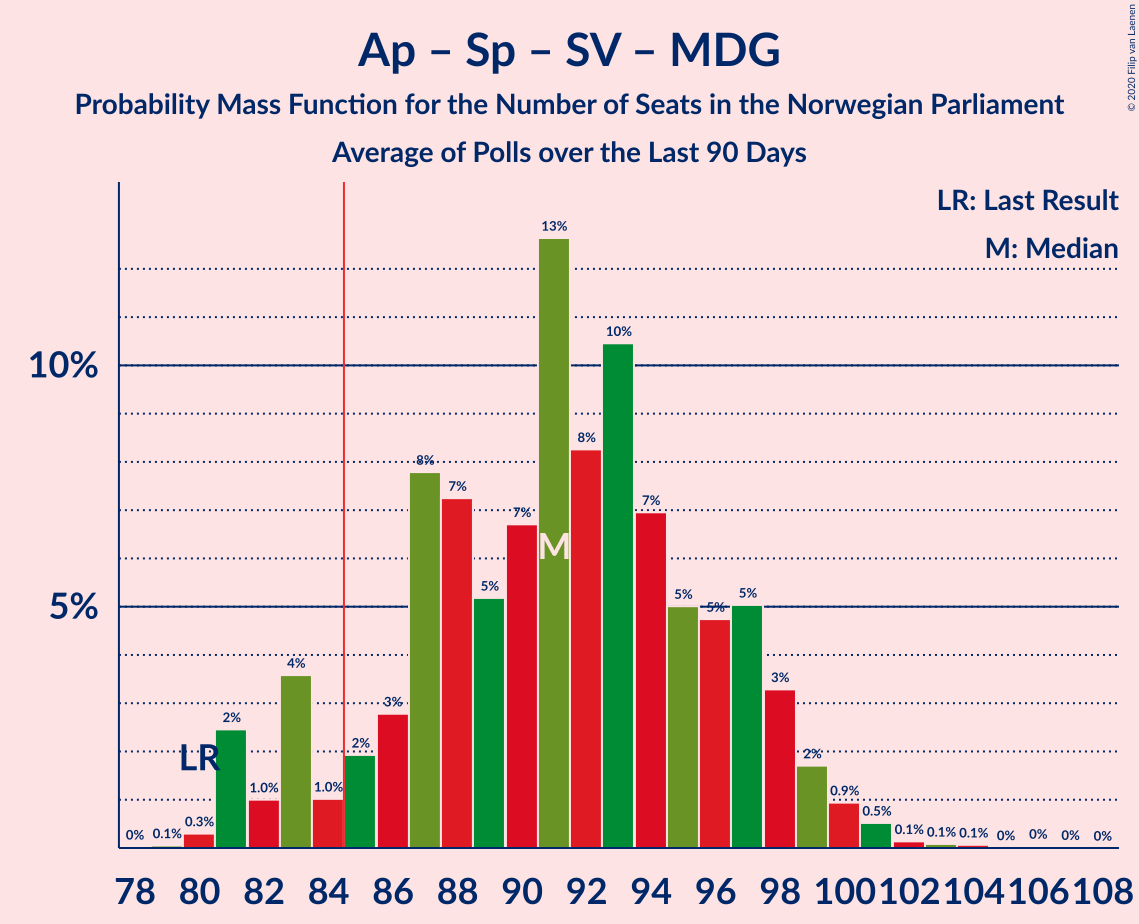 Ap – Sp – SV – MDG
Probability Mass Function for the Number of Seats in the Norwegian Parliament
Average of Polls over the Last 90 Days
© 2020 Filip van Laenen
LR: Last Result
M: Median
10%
5%
0% 0.1% 0.3% 2% 1.0% 4% 1.0% 2% 3% 8% 7% 5% 7% 13% 8% 10% 7% 5% 5% 5% 3% 2% 0.9% 0.5% 0.1% 0.1% 0.1% 0% 0% 0% 0%
LR
M
78 80 82 84 86 88 90 92 94 96 98 100 102 104 106 108